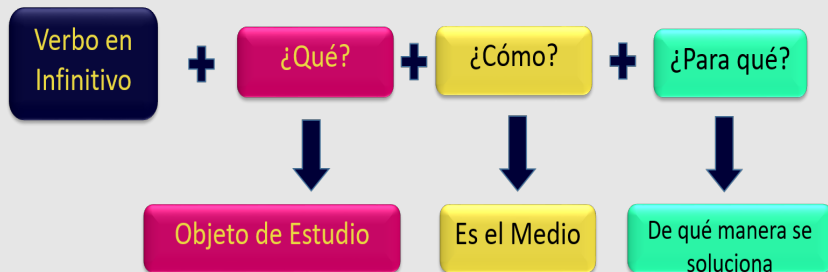 Verbo en
Infinitivo
+
¿Qué?
+
¿Cómo?
+
¿Para qué?
Objeto de Estudio
Es el Medio
De qué manera se
soluciona